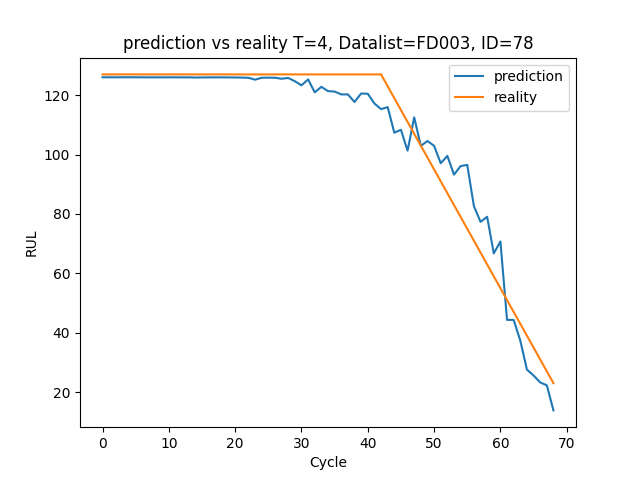 prediction vs reality T=4, Datalist=FD003, ID=78
prediction
reality
RUL
120
100
80
60
40
20
0 10 20 30 40 50 60 70
Cycle